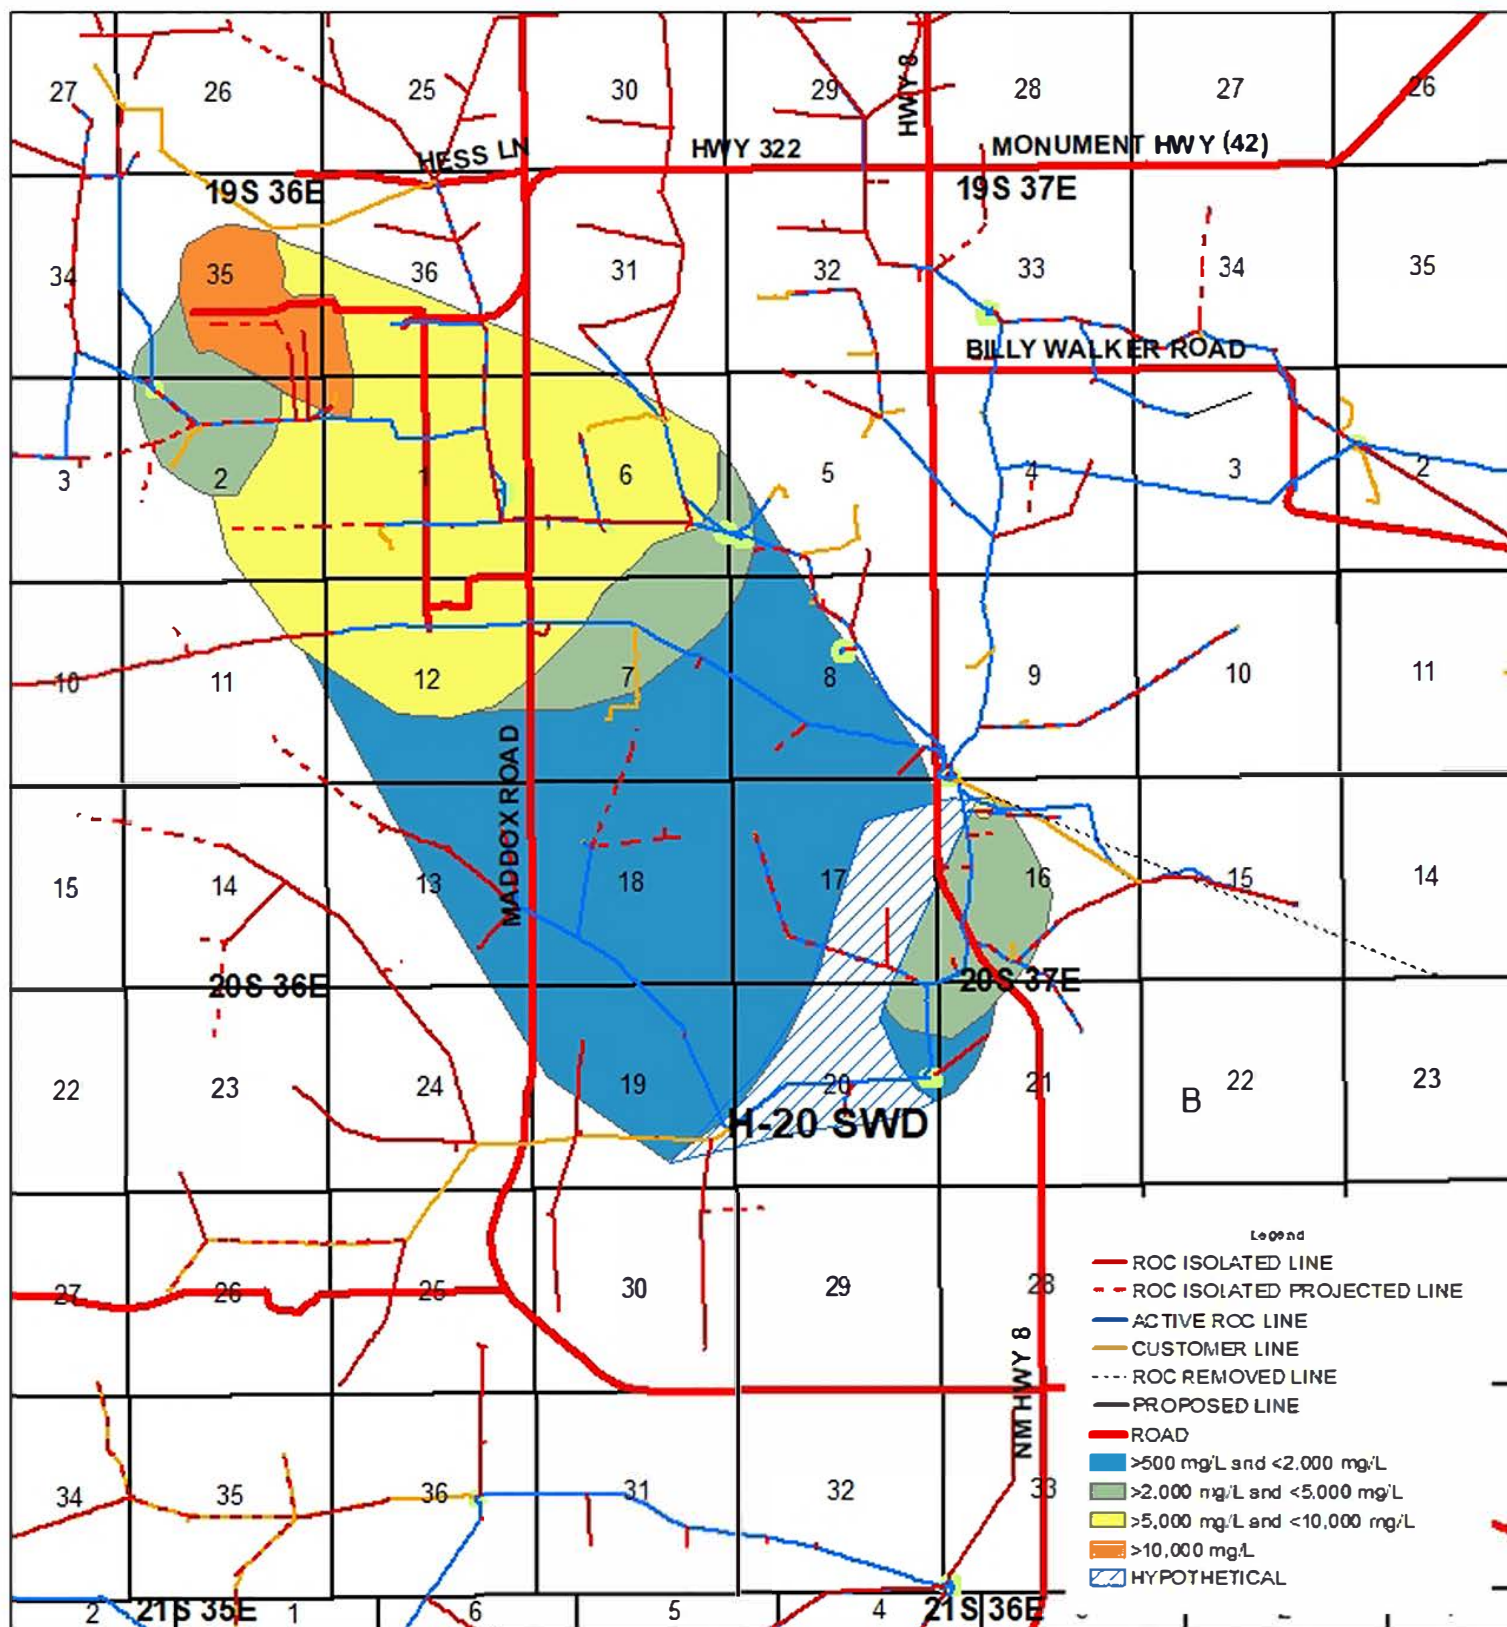 27 26 25 30 29 HWY 8 28 27 26
HESS LN HWY 322 MONUMENT HWY (42)
19S 36E 19S 37E
34 35 36 31 32 33 34 35
BILLY WALKER ROAD
3 2 1 6 5 4 3 2
10 11 12 7 8 9 10 11
MADDOX ROAD
15 14 13 18 17 16 15 14
20S 36E 20S 37E
22 23 24 19 20 21 22 23
B
H-20 SWD
27 26 25 30 29 28
NM HWY 8
34 35 36 31 32 33
2 21S 35E 1 6 5 4 21S 36E
Legend
ROC ISOLATED LINE
ROC ISOLATED PROJECTED LINE
ACTIVE ROC LINE
CUSTOMER LINE
ROC REMOVED LINE
PROPOSED LINE
ROAD
>500 mg/L and <2,000 mg/L
>2,000 mg/L and <5,000 mg/L
>5,000 mg/L and <10,000 mg/L
>10,000 mg/L
HYPOTHETICAL